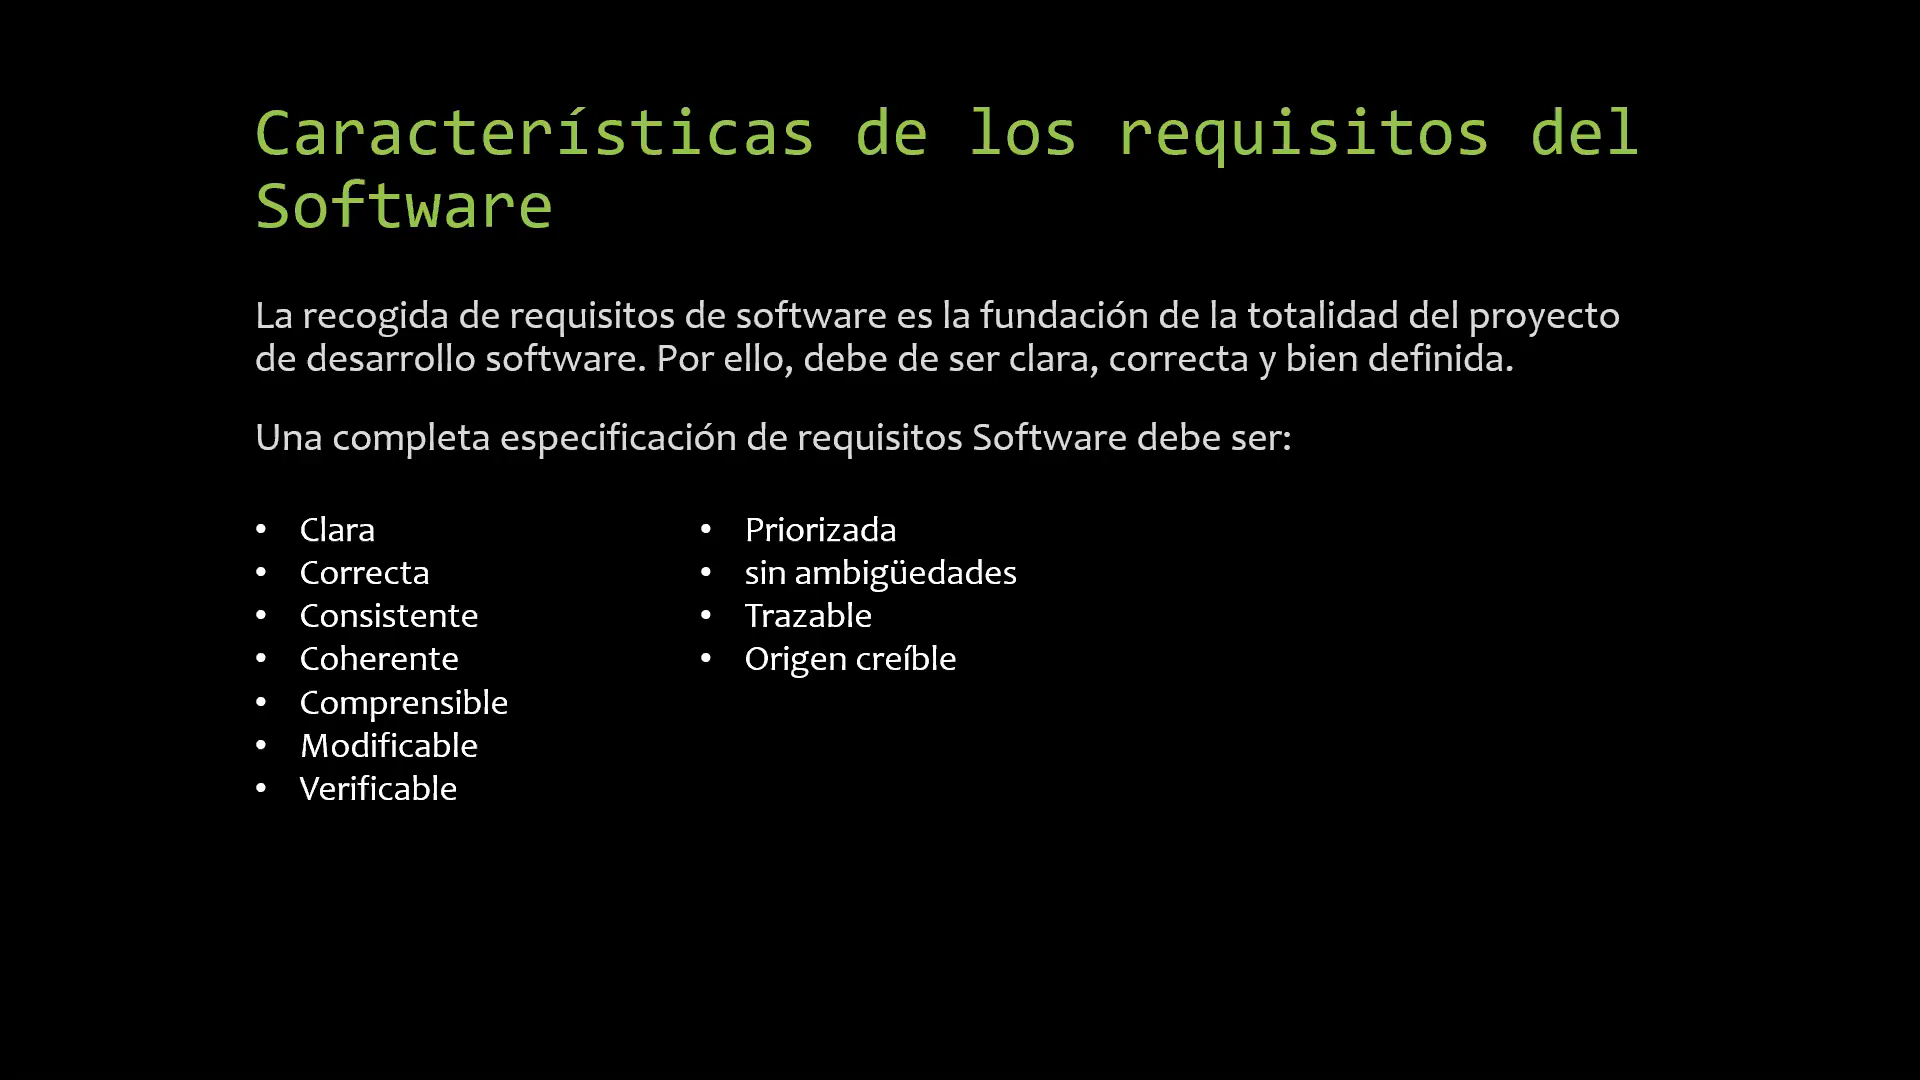 Características de los requisitos del
Software
La recogida de requisitos de software es la fundación de la totalidad del proyecto
de desarrollo software. Por ello, debe de ser clara, correcta y bien definida.
Una completa especificación de requisitos Software debe ser:
• Clara
• Correcta
• Consistente
• Coherente
• Comprensible
• Modificable
• Verificable
• Priorizada
• sin ambigüedades
• Trazable
• Origen creíble